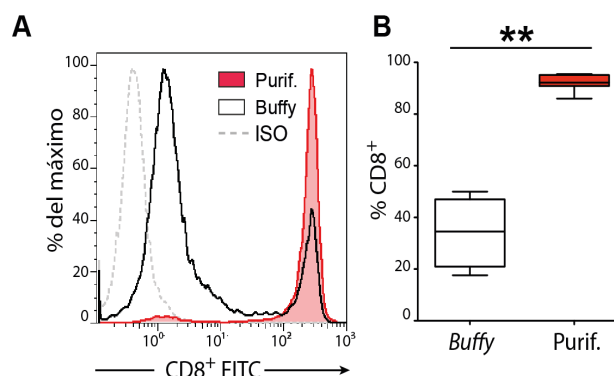 A
% del máximo
100
80
60
40
20
0
Purif.
Buffy
ISO
10⁰
10¹
10²
10³
CD8⁺ FITC
B
**
% CD8⁺
100
80
60
40
20
0
Buffy
Purif.